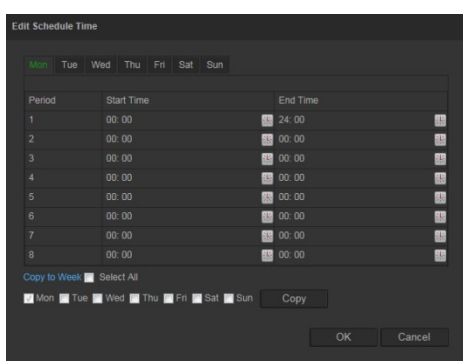 Edit Schedule Time
Mon Tue Wed Thu Fri Sat Sun
Period Start Time End Time
1 00: 00 24: 00
2 00: 00 00: 00
3 00: 00 00: 00
4 00: 00 00: 00
5 00: 00 00: 00
6 00: 00 00: 00
7 00: 00 00: 00
8 00: 00 00: 00
Copy to Week Select All
Mon Tue Wed Thu Fri Sat Sun Copy
OK Cancel